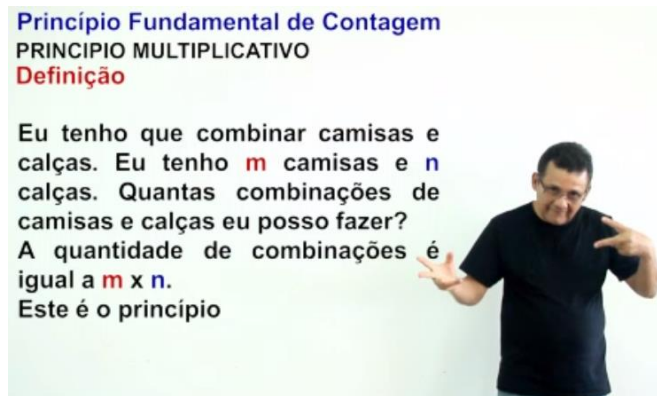 Princípio Fundamental de Contagem
PRINCIPIO MULTIPLICATIVO
Definição
Eu tenho que combinar camisas e
calças. Eu tenho m camisas e n
calças. Quantas combinações de
camisas e calças eu posso fazer?
A quantidade de combinações é
igual a m x n.
Este é o princípio